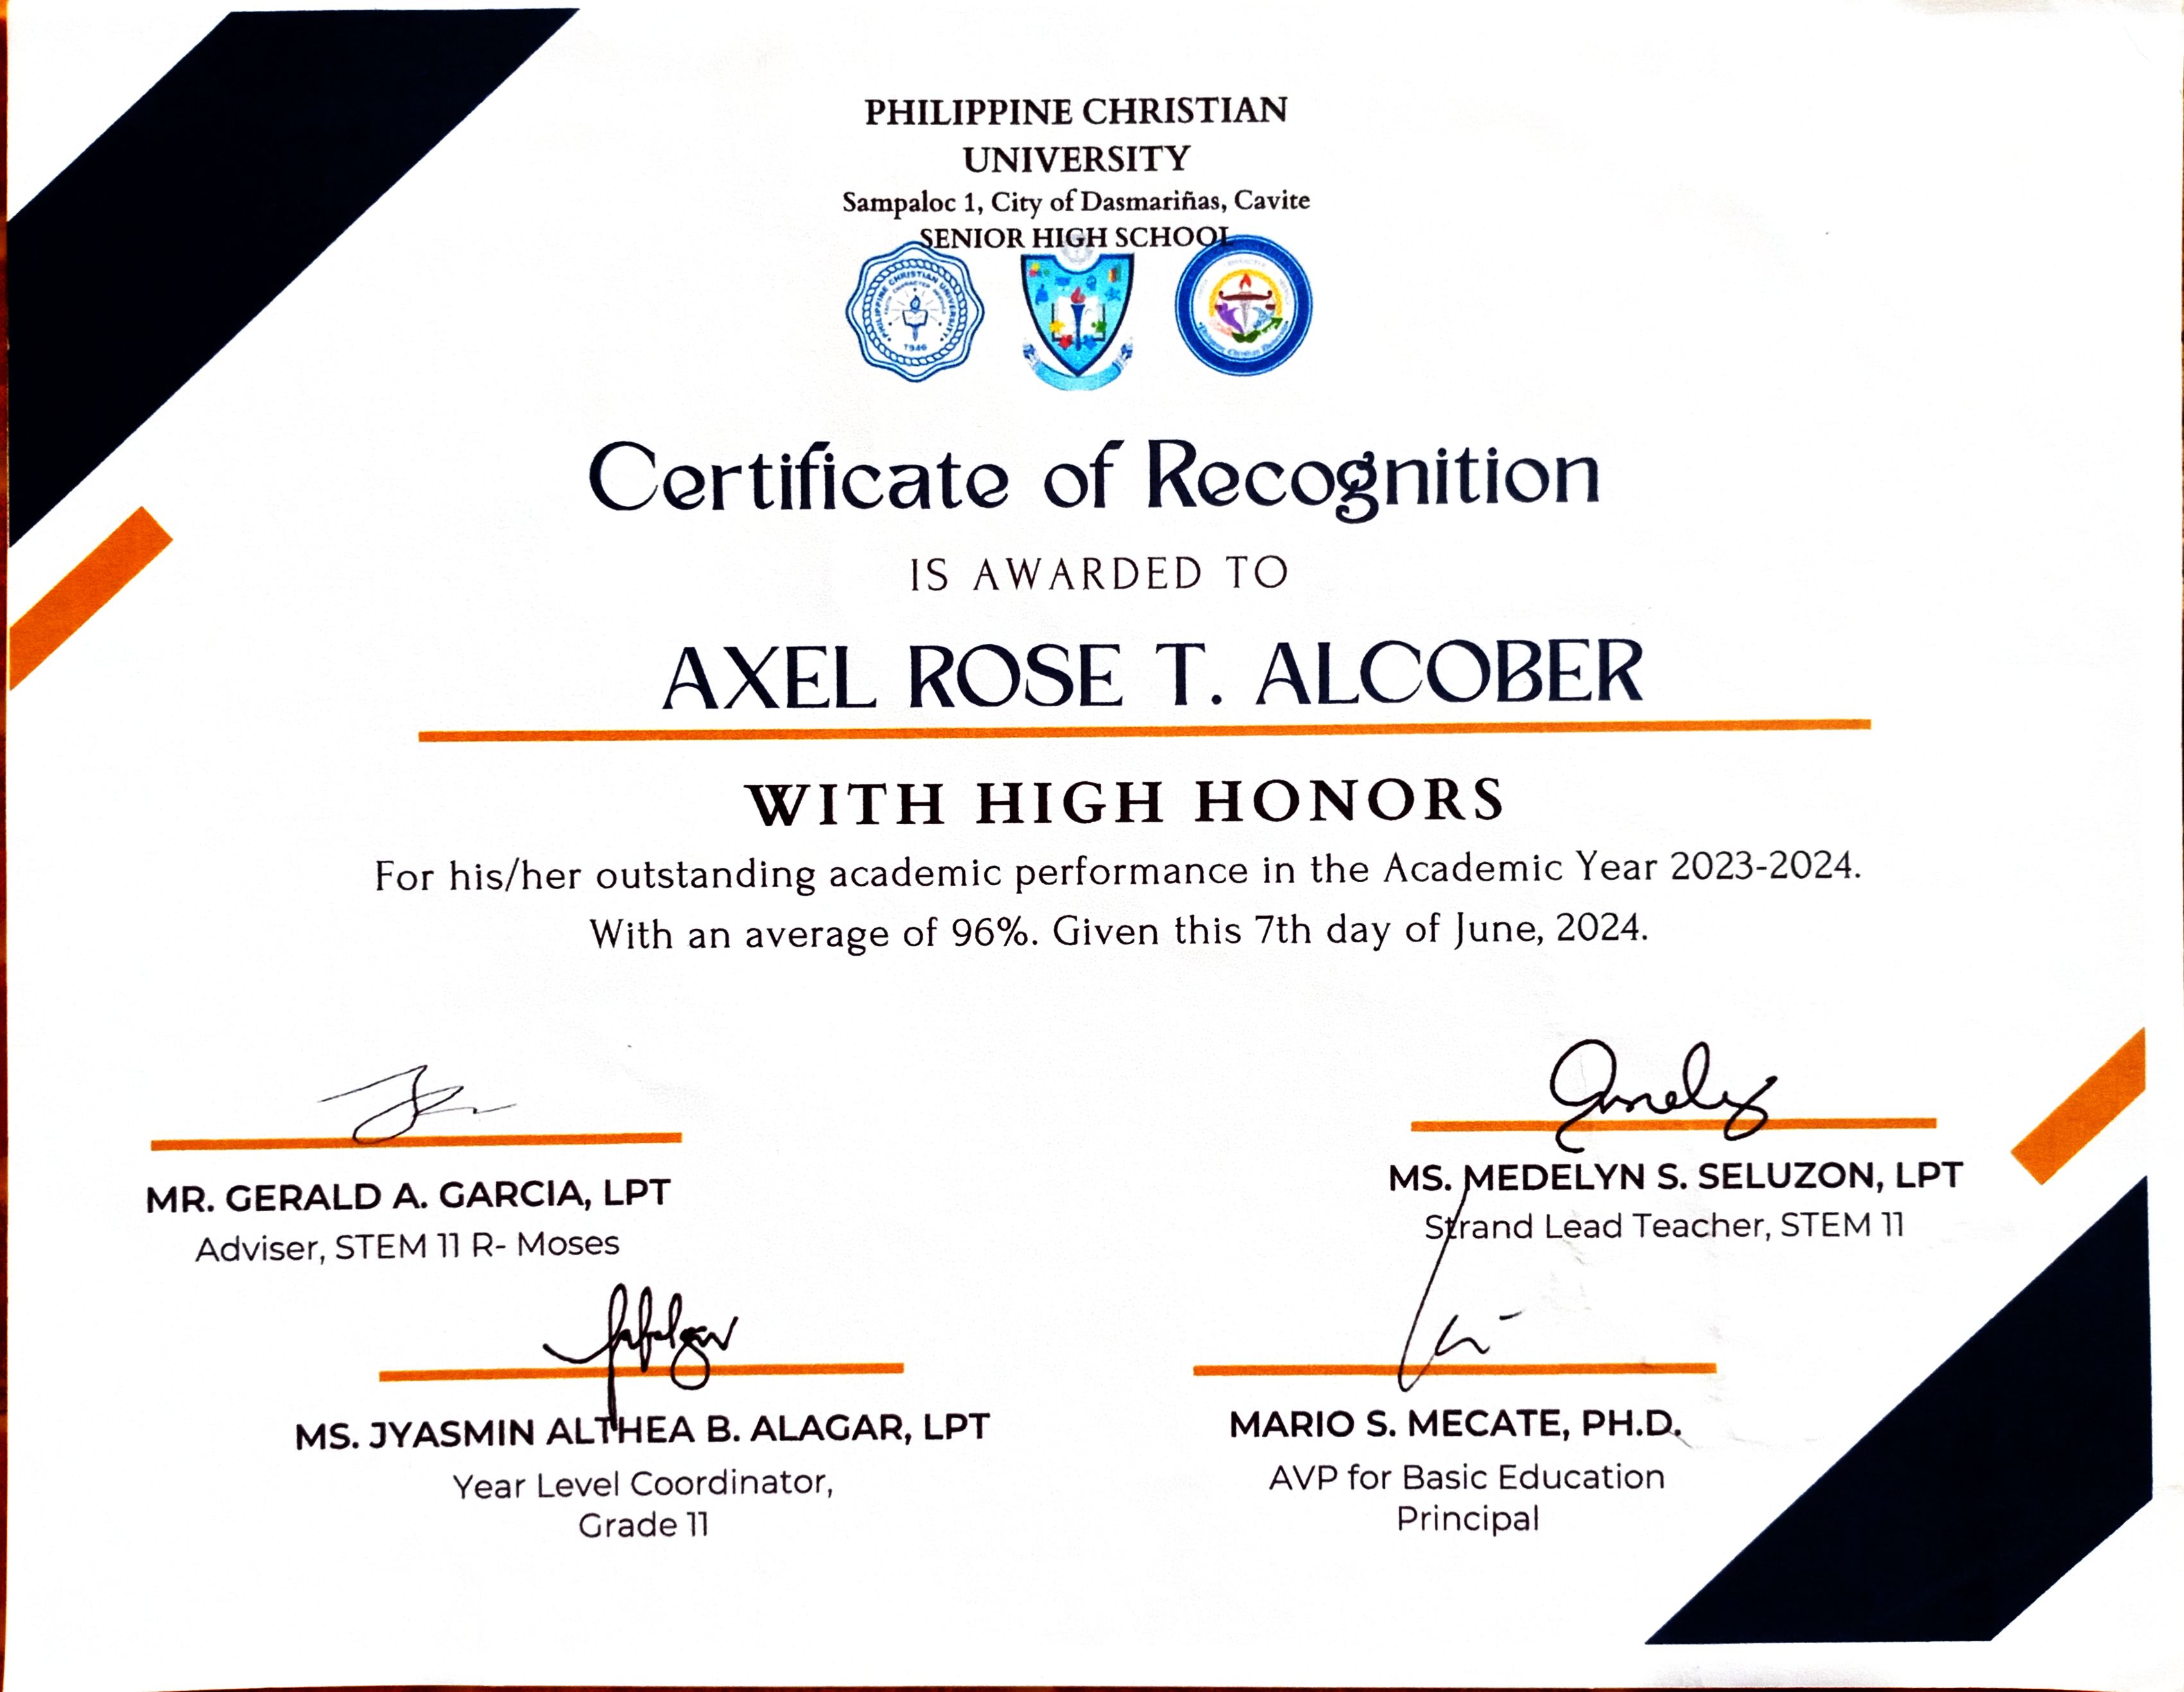 PHILIPPINE CHRISTIAN
UNIVERSITY
Sampaloc 1, City of Dasmariñas, Cavite
SENIOR HIGH SCHOOL
PHILIPPINE CHRISTIAN UNIVERSITY
1946
Certificate of Recognition
IS AWARDED TO
AXEL ROSE T. ALCOBER
WITH HIGH HONORS
For his/her outstanding academic performance in the Academic Year 2023-2024.
With an average of 96%. Given this 7th day of June, 2024.
MR. GERALD A. GARCIA, LPT
Adviser, STEM 11 R- Moses
MS. MEDELYN S. SELUZON, LPT
Strand Lead Teacher, STEM 11
MS. JYASMIN ALTHEA B. ALAGAR, LPT
Year Level Coordinator,
Grade 11
MARIO S. MECATE, PH.D.
AVP for Basic Education
Principal